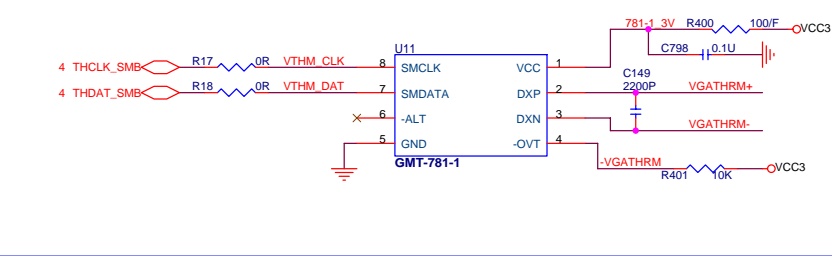 781-1_3V R400 100/F VCC3
U11 C798 0.1U
4 THCLK_SMB R17 0R VTHM_CLK 8 SMCLK VCC 1
C149
4 THDAT_SMB R18 0R VTHM_DAT 7 SMDATA DXP 2 2200P VGATHRM+
6 -ALT DXN 3 VGATHRM-
5 GND -OVT 4
GMT-781-1 -VGATHRM R401 10K VCC3